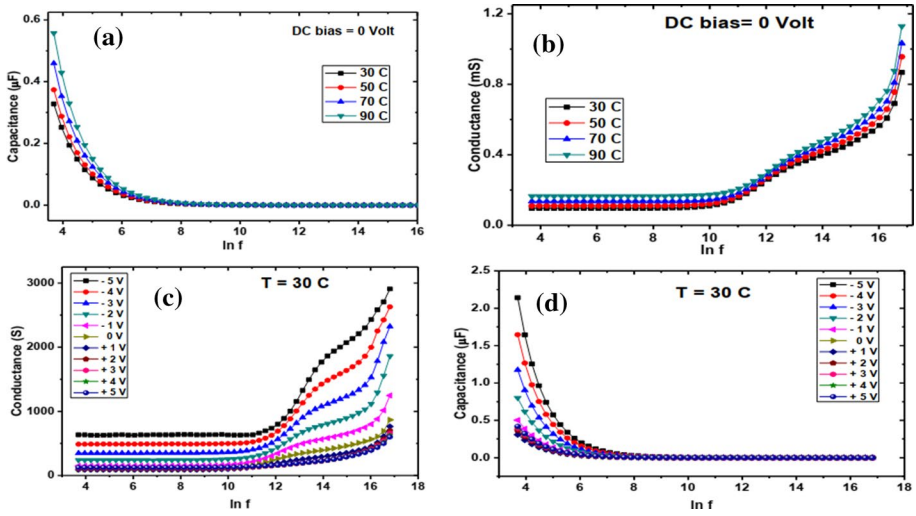 (a)
DC bias= 0 Volt
30 C
50 C
70 C
90 C
Capacitance (µF)
0.6
0.4
0.2
0.0
4 6 8 10 12 14 16
ln f
(b)
DC bias= 0 Volt
30 C
50 C
70 C
90 C
Conductance (mS)
1.2
0.8
0.4
0.0
4 6 8 10 12 14 16
ln f
(c)
T = 30 C
- 5 V
- 4 V
- 3 V
- 2 V
- 1 V
0V
+ 1 V
+ 2 V
+ 3 V
+ 4 V
+ 5 V
Conductance (S)
3000
2000
1000
0
4 6 8 10 12 14 16 18
ln f
T = 30 C
(d)
- 5 V
- 4 V
- 3 V
- 2 V
- 1 V
0V
+ 1 V
+ 2 V
+ 3 V
+ 4 V
+ 5 V
Capacitance (µF)
2.5
2.0
1.5
1.0
0.5
0.0
4 6 8 10 12 14 16 18
ln f